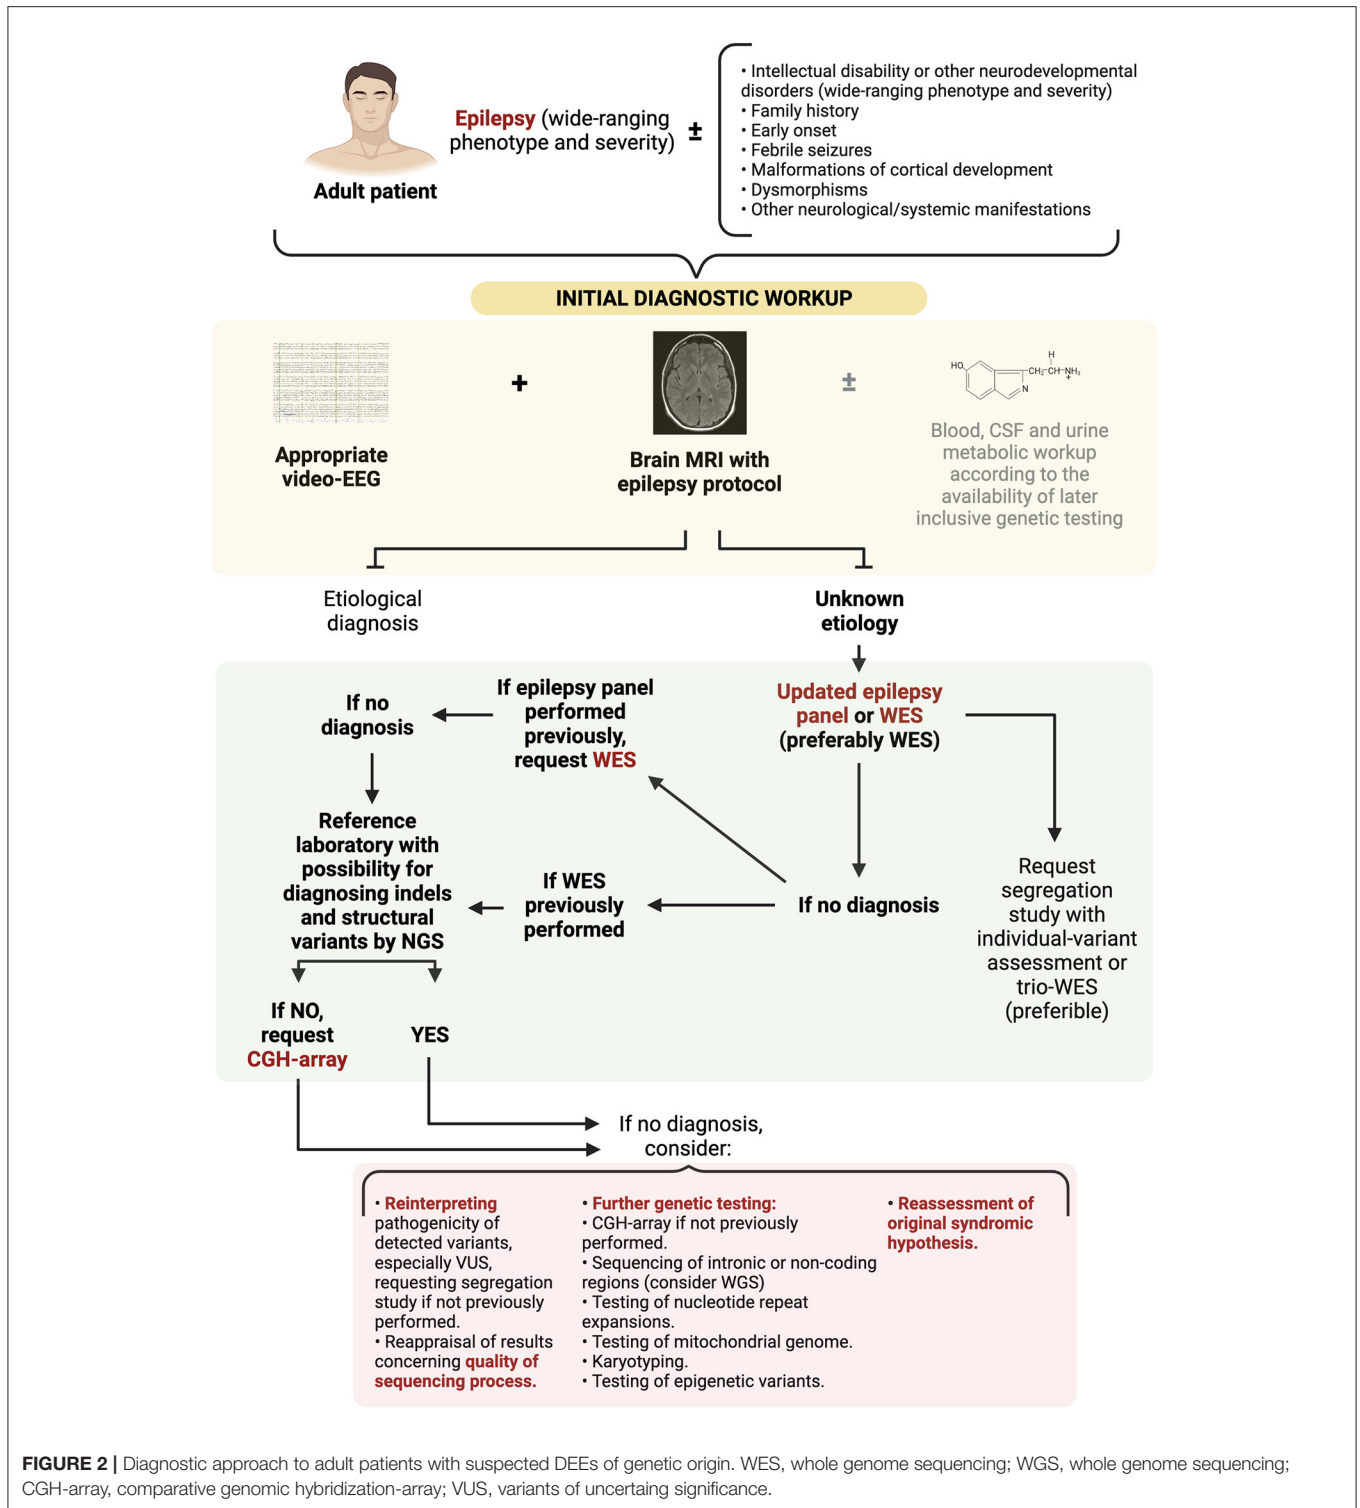 Adult patient
Epilepsy (wide-ranging
phenotype and severity)
±
• Intellectual disability or other neurodevelopmental
disorders (wide-ranging phenotype and severity)
• Family history
• Early onset
• Febrile seizures
• Malformations of cortical development
• Dysmorphisms
• Other neurological/systemic manifestations
INITIAL DIAGNOSTIC WORKUP
Appropriate
video-EEG
+
Brain MRI with
epilepsy protocol
±
HO
N
CH₂
H
CH
NH₃
+
Blood, CSF and urine
metabolic workup
according to the
availability of later
inclusive genetic testing
Etiological
diagnosis
Unknown
etiology
Updated epilepsy
panel or WES
(preferably WES)
If epilepsy panel
performed
previously,
request WES
If no
diagnosis
Reference
laboratory with
possibility for
diagnosing indels
and structural
variants by NGS
If WES
previously
performed
If no diagnosis
Request
segregation
study with
individual-variant
assessment or
trio-WES
(preferible)
If NO,
request
CGH-array
YES
If no diagnosis,
consider:
• Reinterpreting
pathogenicity of
detected variants,
especially VUS,
requesting segregation
study if not previously
performed.
• Reappraisal of results
concerning quality of
sequencing process.
• Further genetic testing:
• CGH-array if not previously
performed.
• Sequencing of intronic or non-coding
regions (consider WGS)
• Testing of nucleotide repeat
expansions.
• Testing of mitochondrial genome.
• Karyotyping.
• Testing of epigenetic variants.
• Reassessment of
original syndromic
hypothesis.
FIGURE 2 | Diagnostic approach to adult patients with suspected DEEs of genetic origin. WES, whole genome sequencing; WGS, whole genome sequencing;
CGH-array, comparative genomic hybridization-array; VUS, variants of uncertaing significance.